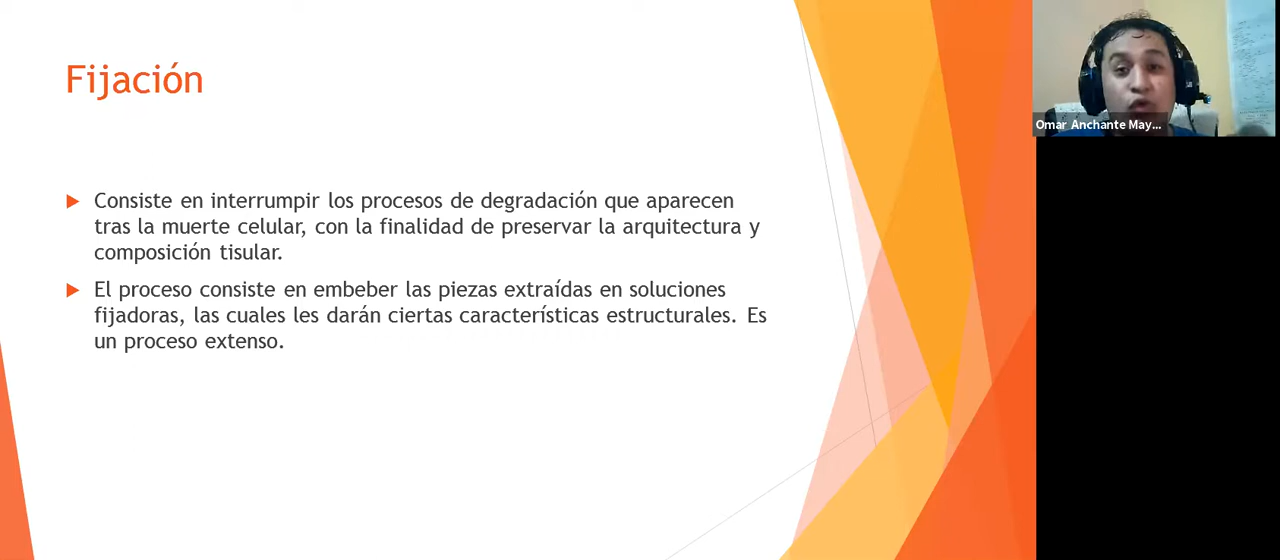 Fijación
Consiste en interrumpir los procesos de degradación que aparecen
tras la muerte celular, con la finalidad de preservar la arquitectura y
composición tisular.
El proceso consiste en embeber las piezas extraídas en soluciones
fijadoras, las cuales les darán ciertas características estructurales. Es
un proceso extenso.
Omar Anchante May...